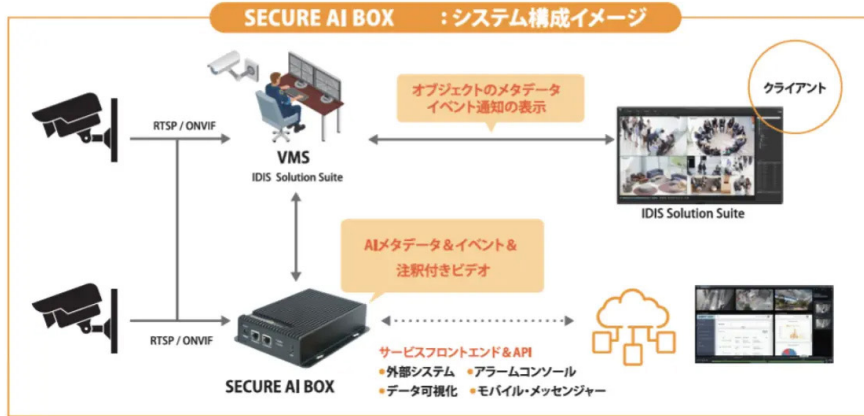 SECURE AI BOX ：システム構成イメージ
クライアント
オブジェクトのメタデータ
イベント通知の表示
RTSP / ONVIF
VMS
IDIS Solution Suite
IDIS Solution Suite
AIメタデータ＆イベント＆
注釈付きビデオ
RTSP / ONVIF
SECURE AI BOX
サービスフロントエンド＆API
●外部システム ●アラームコンソール
●データ可視化 ●モバイル・メッセンジャー